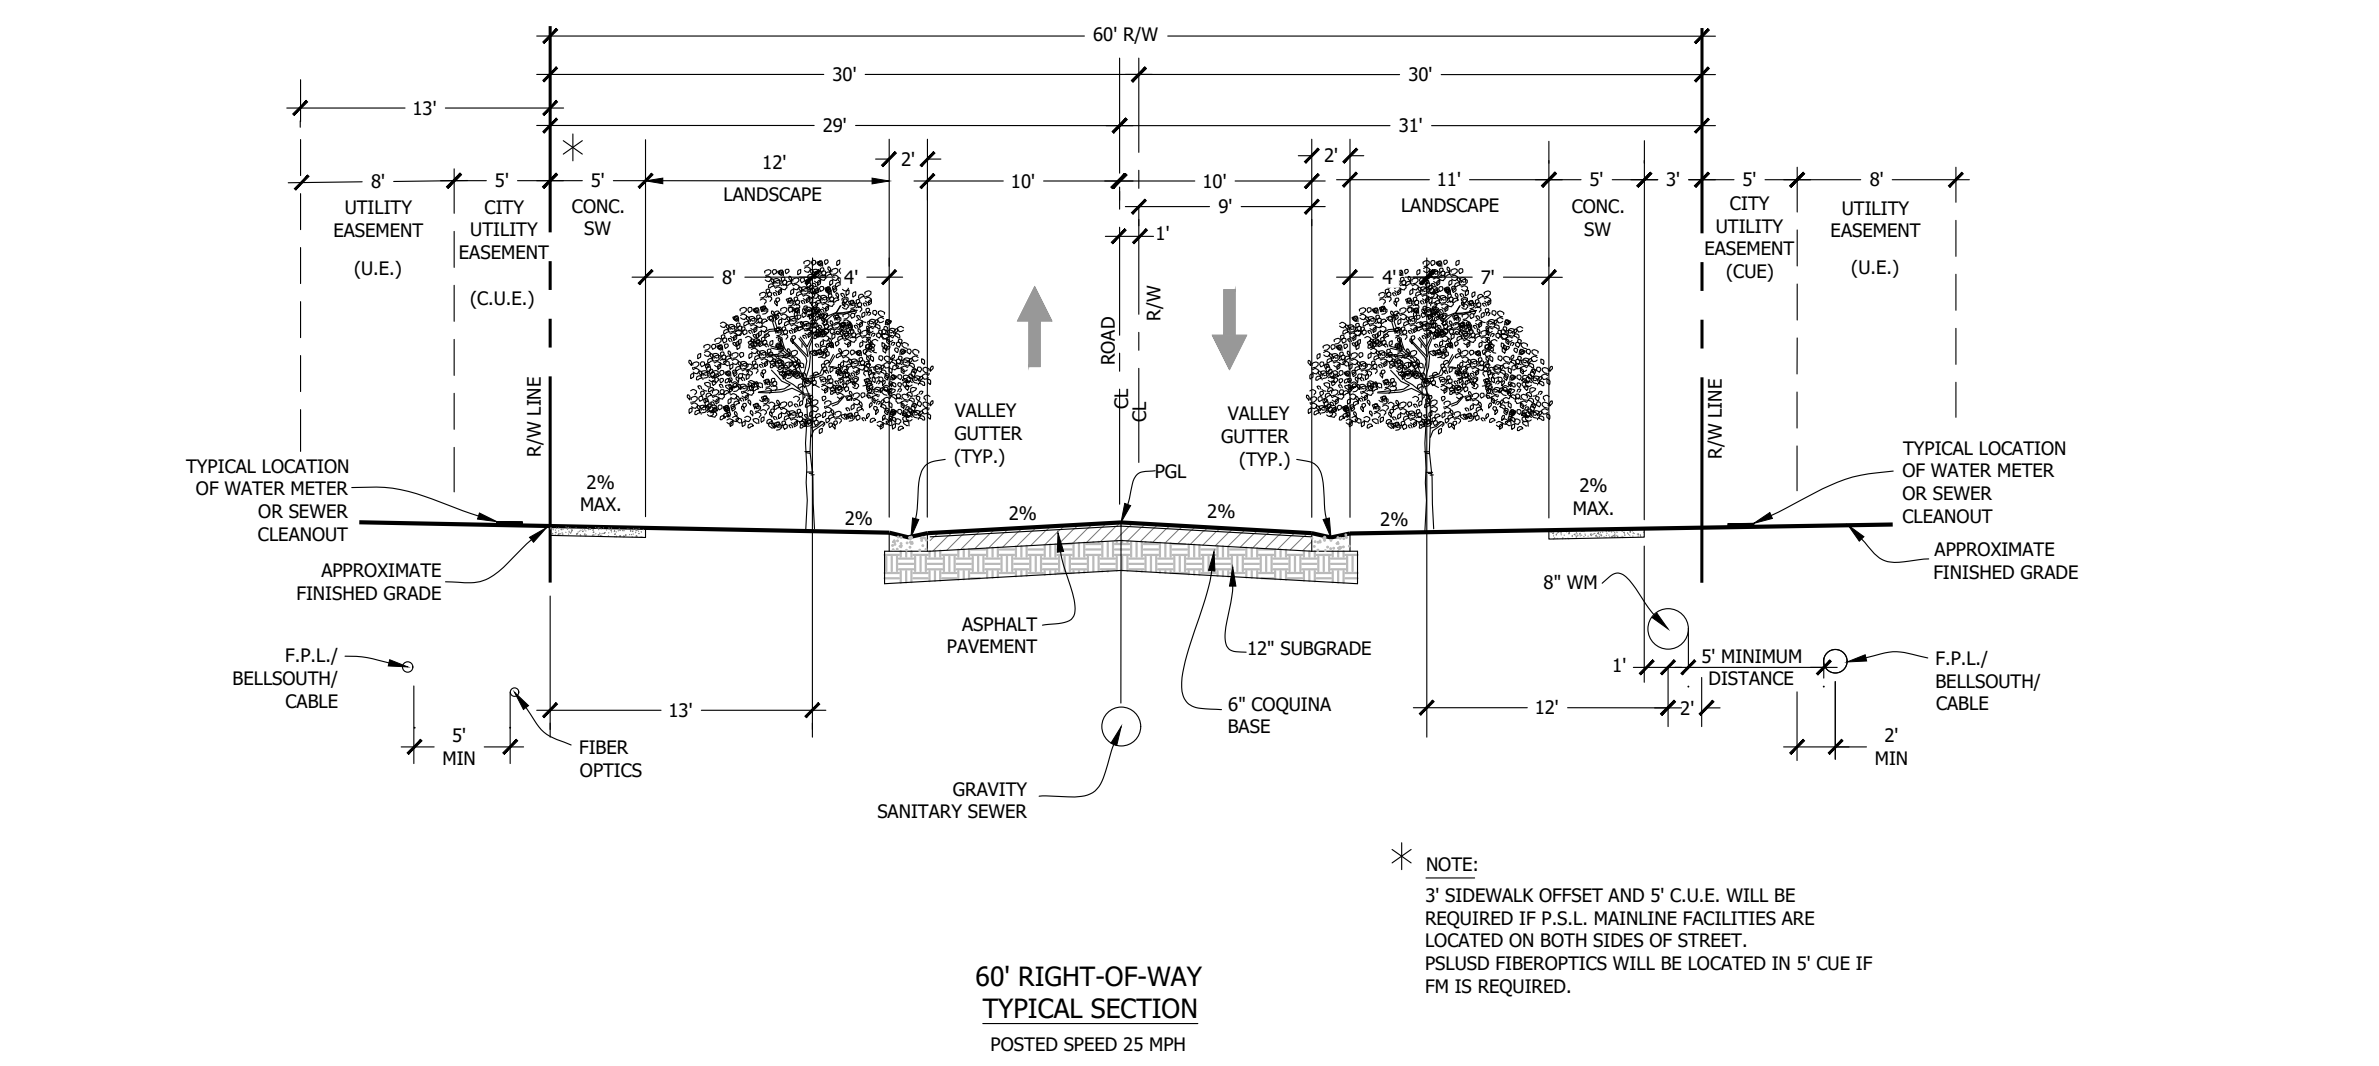 60' R/W
30'
30'
13'
29'
31'
12'
2'
2'
8'
5'
5'
LANDSCAPE
10'
10'
11'
5'
3'
5'
8'
UTILITY
EASEMENT
(U.E.)
CITY
UTILITY
EASEMENT
(C.U.E.)
CONC.
SW
9'
1'
LANDSCAPE
CONC.
SW
CITY
UTILITY
EASEMENT
(CUE)
UTILITY
EASEMENT
(U.E.)
8'
4'
4'
7'
R/W LINE
ROAD
CL
R/W
CL
R/W LINE
VALLEY
GUTTER
(TYP.)
VALLEY
GUTTER
(TYP.)
PGL
TYPICAL LOCATION
OF WATER METER
OR SEWER
CLEANOUT
2%
MAX.
2%
2%
2%
2%
2%
MAX.
TYPICAL LOCATION
OF WATER METER
OR SEWER
CLEANOUT
APPROXIMATE
FINISHED GRADE
APPROXIMATE
FINISHED GRADE
8" WM
ASPHALT
PAVEMENT
12" SUBGRADE
F.P.L./
BELLSOUTH/
CABLE
1'
5' MINIMUM
DISTANCE
F.P.L./
BELLSOUTH/
CABLE
13'
6" COQUINA
BASE
12'
2'
5'
MIN
FIBER
OPTICS
2'
MIN
GRAVITY
SANITARY SEWER
NOTE:
3' SIDEWALK OFFSET AND 5' C.U.E. WILL BE
REQUIRED IF P.S.L. MAINLINE FACILITIES ARE
LOCATED ON BOTH SIDES OF STREET.
PSLUSD FIBEROPTICS WILL BE LOCATED IN 5' CUE IF
FM IS REQUIRED.
60' RIGHT-OF-WAY
TYPICAL SECTION
POSTED SPEED 25 MPH